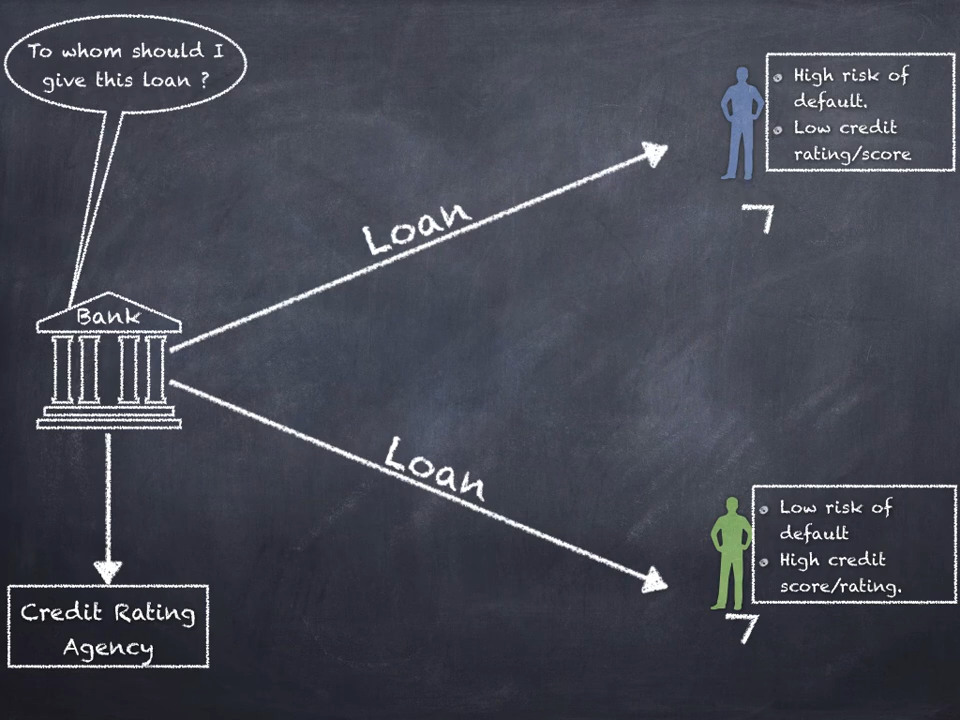 To whom should I
give this loan ?
High risk of
default.
Low credit
rating/score
Loan
Bank
Loan
Low risk of
default
High credit
score/rating.
Credit Rating
Agency